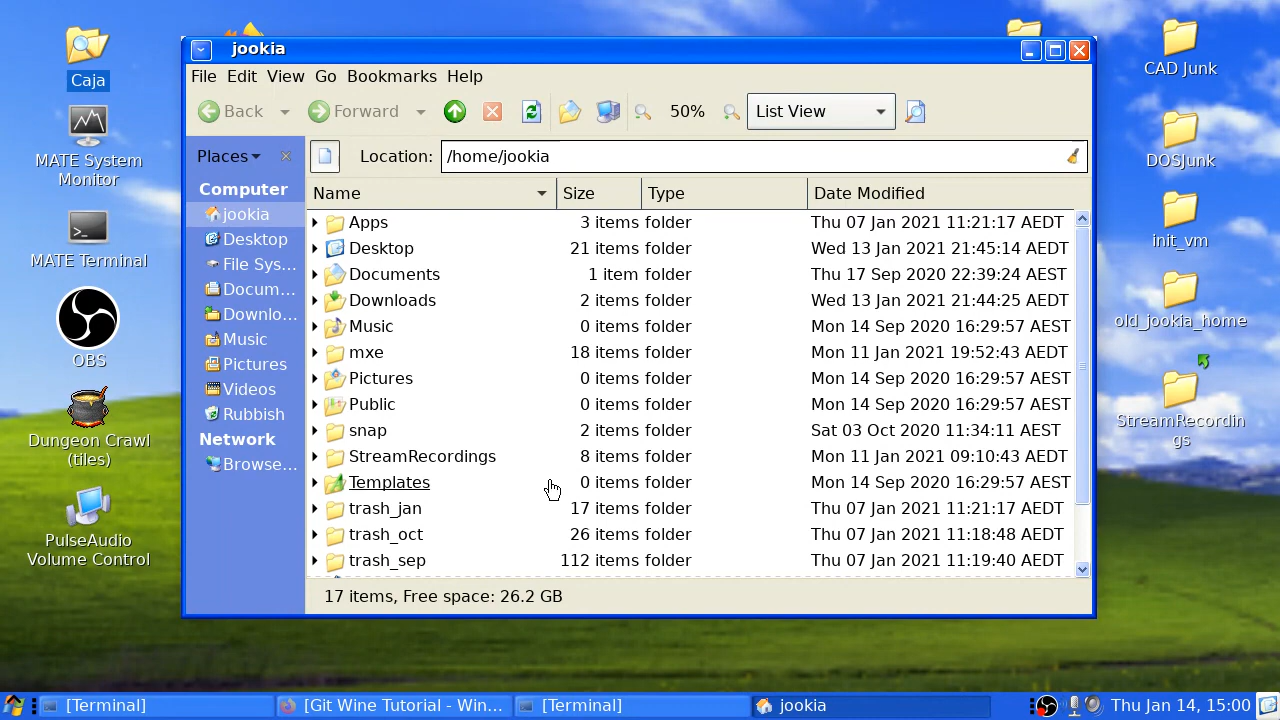 jookia
File Edit View Go Bookmarks Help
Back Forward 50% List View
Places Location: /home/jookia
Computer
jookia
Desktop
File Sys...
Docum...
Downlo...
Music
Pictures
Videos
Rubbish
Network
Browse...
Name Size Type Date Modified
Apps 3 items folder Thu 07 Jan 2021 11:21:17 AEDT
Desktop 21 items folder Wed 13 Jan 2021 21:45:14 AEDT
Documents 1 item folder Thu 17 Sep 2020 22:39:24 AEST
Downloads 2 items folder Wed 13 Jan 2021 21:44:25 AEDT
Music 0 items folder Mon 14 Sep 2020 16:29:57 AEST
mxe 18 items folder Mon 11 Jan 2021 19:52:43 AEDT
Pictures 0 items folder Mon 14 Sep 2020 16:29:57 AEST
Public 0 items folder Mon 14 Sep 2020 16:29:57 AEST
snap 2 items folder Sat 03 Oct 2020 11:34:11 AEST
StreamRecordings 8 items folder Mon 11 Jan 2021 09:10:43 AEDT
Templates 0 items folder Mon 14 Sep 2020 16:29:57 AEST
trash_jan 17 items folder Thu 07 Jan 2021 11:21:17 AEDT
trash_oct 26 items folder Thu 07 Jan 2021 11:18:48 AEDT
trash_sep 112 items folder Thu 07 Jan 2021 11:19:40 AEDT
17 items, Free space: 26.2 GB
Caja
MATE System
Monitor
MATE Terminal
OBS
Dungeon Crawl
(tiles)
PulseAudio
Volume Control
CAD Junk
DOSJunk
init_vm
old_jookia_home
StreamRecordin
gs
[Terminal] [Git Wine Tutorial - Win... [Terminal] jookia Thu Jan 14, 15:00